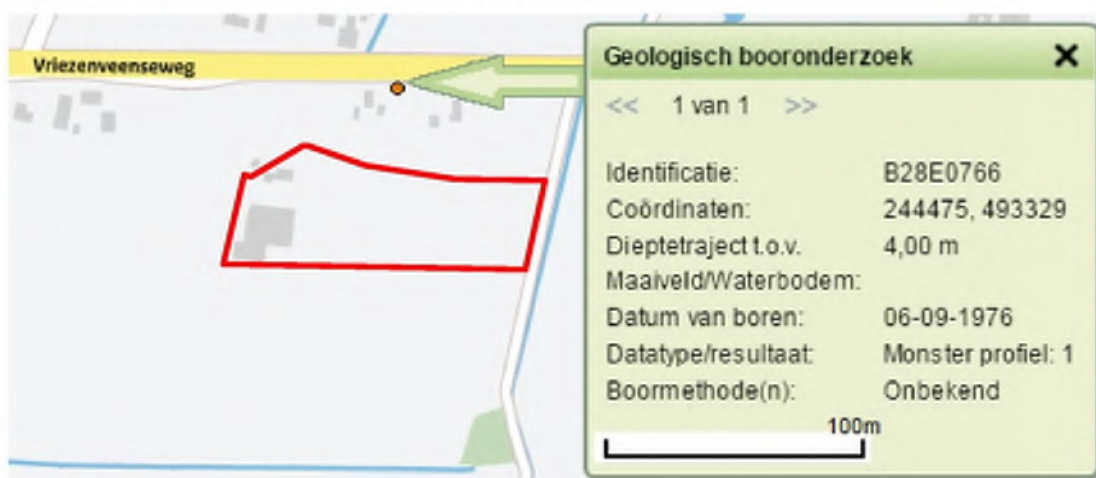 Vriezenveenseweg
Geologisch booronderzoek X
<< 1 van 1 >>
Identificatie: B28E0766
Coördinaten: 244475, 493329
Dieptetraject t.o.v. 4,00 m
Maaiveld/Waterbodem:
Datum van boren: 06-09-1976
Datatype/resultaat: Monster profiel: 1
Boormethode(n): Onbekend
100m